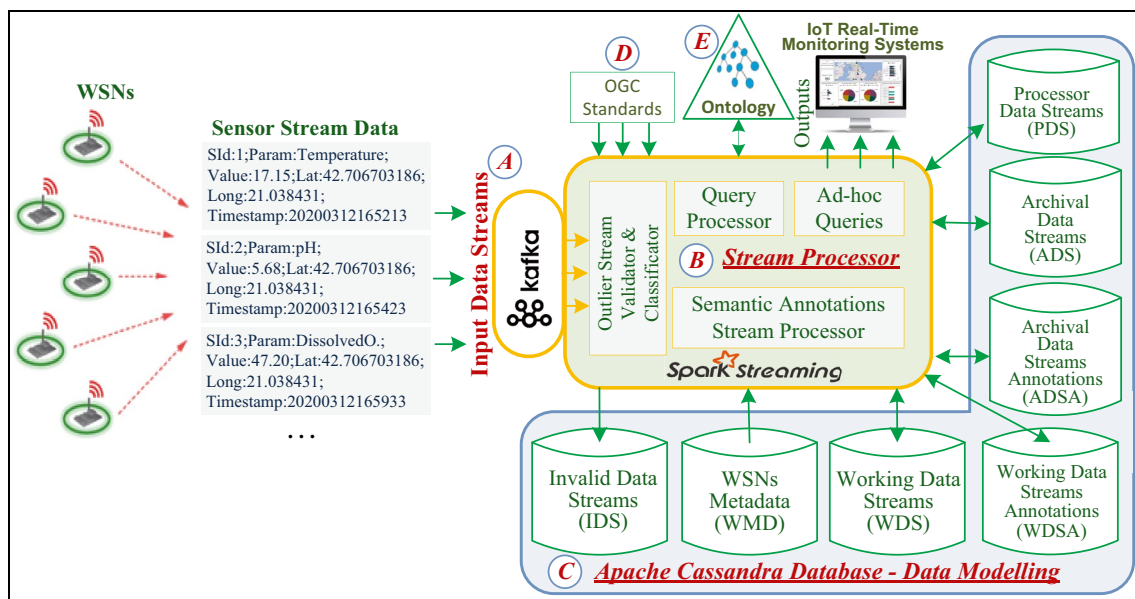 WSNs
Sensor Stream Data
SId:1;Param:Temperature;
Value:17.15;Lat:42.706703186;
Long:21.038431;
Timestamp:20200312165213
SId:2;Param:pH;
Value:5.68;Lat:42.706703186;
Long:21.038431;
Timestamp:20200312165423
SId:3;Param:DissolvedO.;
Value:47.20;Lat:42.706703186;
Long:21.038431;
Timestamp:20200312165933
...
A
Input Data Streams
kafka
D
OGC
Standards
E
Ontology
IoT Real-Time
Monitoring Systems
Outputs
Outlier Stream
Validator &
Classificator
Query
Processor
Ad-hoc
Queries
B
Stream Processor
Semantic Annotations
Stream Processor
Spark Streaming
Processor
Data Streams
(PDS)
Archival
Data
Streams
(ADS)
Archival
Data
Streams
Annotations
(ADSA)
Invalid Data
Streams
(IDS)
WSNs
Metadata
(WMD)
Working Data
Streams
(WDS)
Working Data
Streams
Annotations
(WDSA)
C
Apache Cassandra Database - Data Modelling